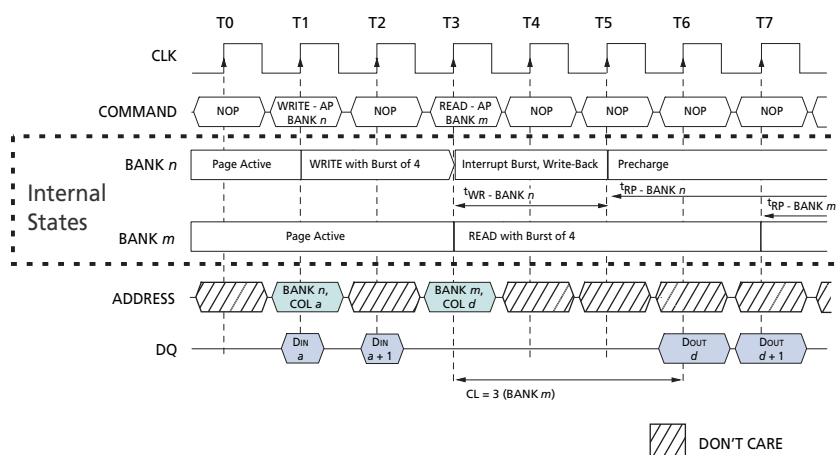 T0 T1 T2 T3 T4 T5 T6 T7
CLK
COMMAND NOP WRITE - AP BANK n NOP READ - AP BANK m NOP NOP NOP NOP
Internal States
BANK n Page Active WRITE with Burst of 4 Interrupt Burst, Write-Back Precharge
tWR - BANK n tRP - BANK n
tRP - BANK m
BANK m Page Active READ with Burst of 4
ADDRESS BANK n, COL a BANK m, COL d
DQ DIN a DIN a + 1 DOUT d DOUT d + 1
CL = 3 (BANK m)
DON'T CARE